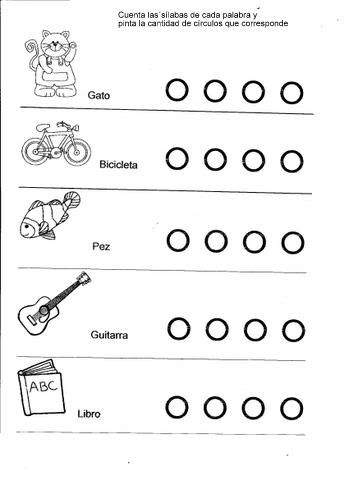 Cuenta las sílabas de cada palabra y
pinta la cantidad de círculos que corresponde
Gato
Bicicleta
Pez
Guitarra
ABC
Libro